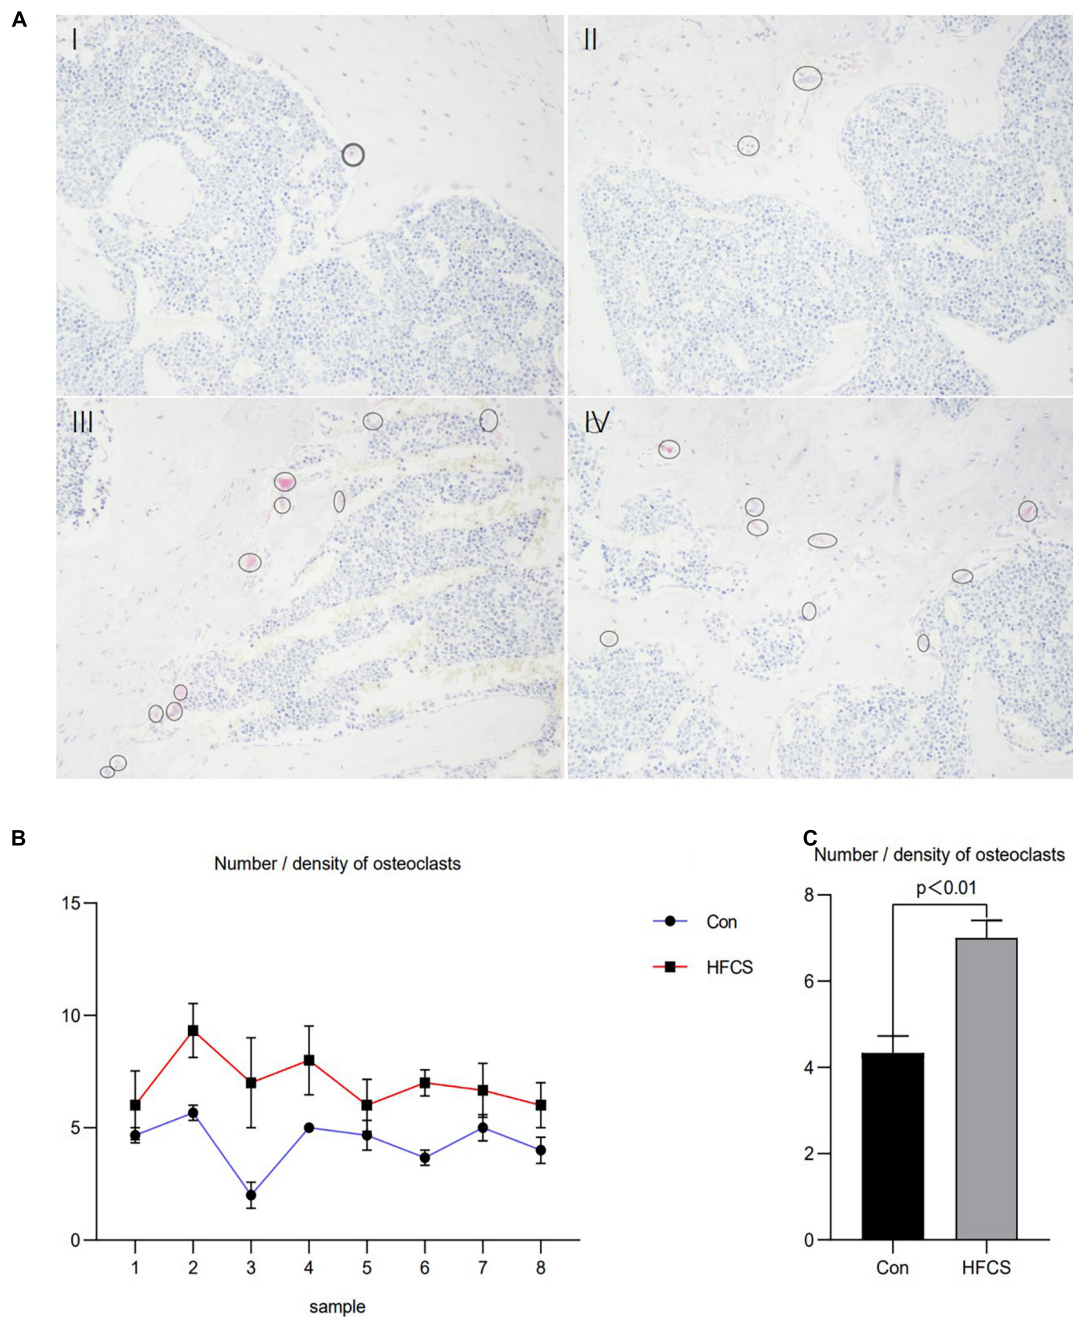 A
I
II
III
IV
B
Number / density of osteoclasts
15
10
5
0
1 2 3 4 5 6 7 8
sample
Con
HFCS
C
Number / density of osteoclasts
p<0.01
8
6
4
2
0
Con HFCS